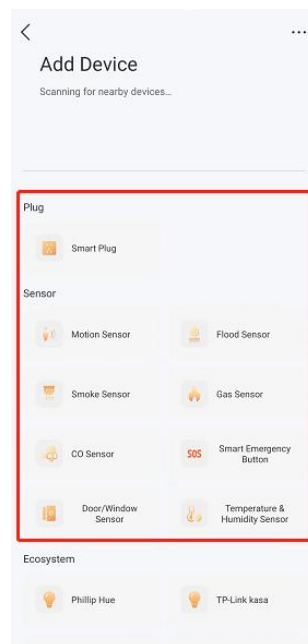 Add Device
Scanning for nearby devices...
Plug
Smart Plug
Sensor
Motion Sensor
Flood Sensor
Smoke Sensor
Gas Sensor
CO Sensor
SOS
Smart Emergency
Button
Door/Window
Sensor
Temperature &
Humidity Sensor
Ecosystem
Phillip Hue
TP-Link kasa